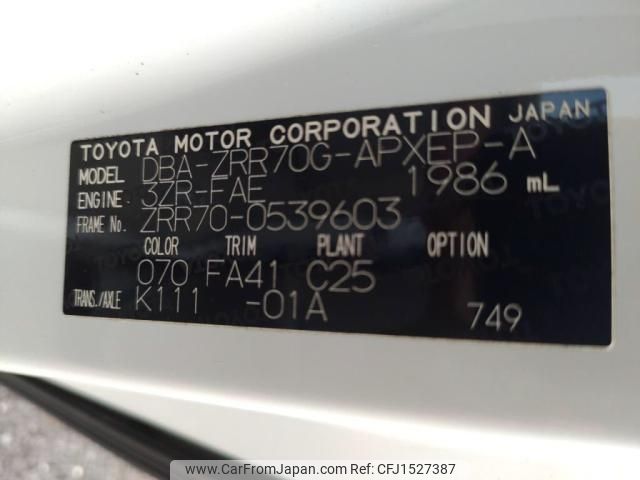 TOYOTA MOTOR CORPORATION JAPAN
MODEL DBA-ZRR70G-APXEP-A
ENGINE 3ZR-FAE 1986 mL
FRAME No. ZRR70-0539603
COLOR TRIM PLANT OPTION
070 FA41 C25
TRANS./AXLE K111 -01A
749
www.CarFromJapan.com | CFJ1527387